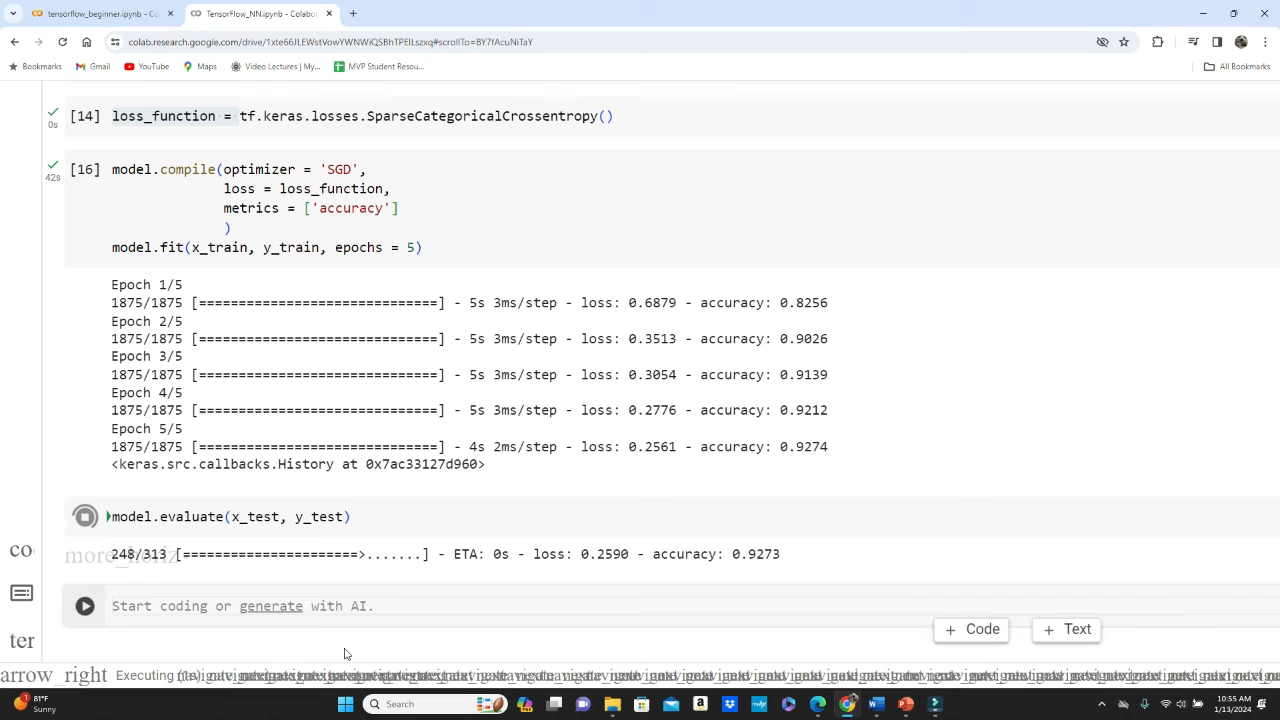 tensorflow_beginner.ipynb - Co
TensorFlow_NN.ipynb - Colabo
colab.research.google.com/drive/1xte66JLEWstVowYWNWiQSBhTPEILszxq#scrollTo=BY7fAcuNiTaY
Bookmarks Gmail YouTube Maps Video Lectures | My... MVP Student Resou... All Bookmarks
[14] loss_function = tf.keras.losses.SparseCategoricalCrossentropy()
0s
[16] model.compile(optimizer = 'SGD',
42s
loss = loss_function,
metrics = ['accuracy']
)
model.fit(x_train, y_train, epochs = 5)
Epoch 1/5
1875/1875 [==============================] - 5s 3ms/step - loss: 0.6879 - accuracy: 0.8256
Epoch 2/5
1875/1875 [==============================] - 5s 3ms/step - loss: 0.3513 - accuracy: 0.9026
Epoch 3/5
1875/1875 [==============================] - 5s 3ms/step - loss: 0.3054 - accuracy: 0.9139
Epoch 4/5
1875/1875 [==============================] - 5s 3ms/step - loss: 0.2776 - accuracy: 0.9212
Epoch 5/5
1875/1875 [==============================] - 4s 2ms/step - loss: 0.2561 - accuracy: 0.9274
<keras.src.callbacks.History at 0x7ac33127d960>
model.evaluate(x_test, y_test)
co
more_horiz
248/313 [======================>.......] - ETA: 0s - loss: 0.2590 - accuracy: 0.9273
Start coding or generate with AI.
+ Code + Text
ter
arrow_right Executing (1s)
81°F
Sunny
Search
10:55 AM
1/13/2024